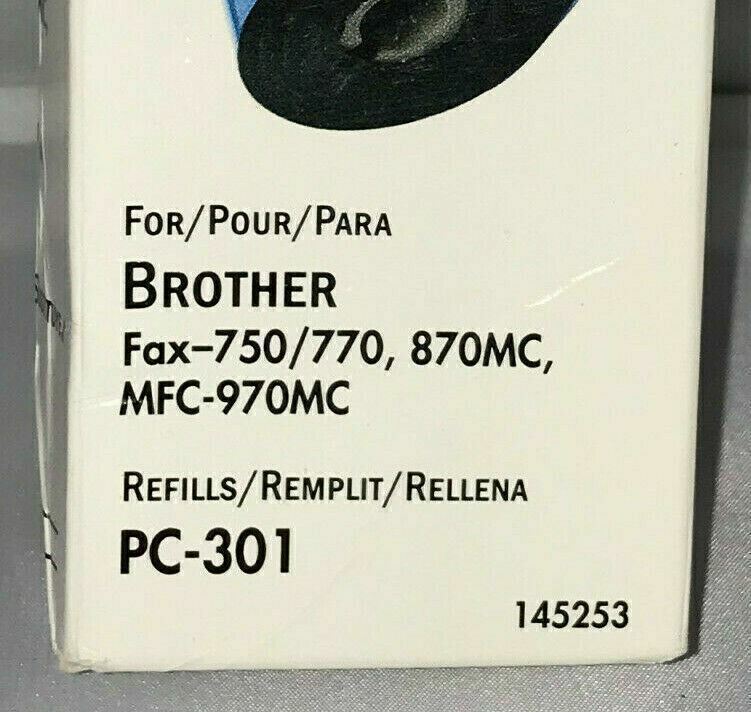 FOR/POUR/PARA
BROTHER
Fax–750/770, 870MC,
MFC-970MC
REFILLS/REMPLIT/RELLENA
PC-301
145253